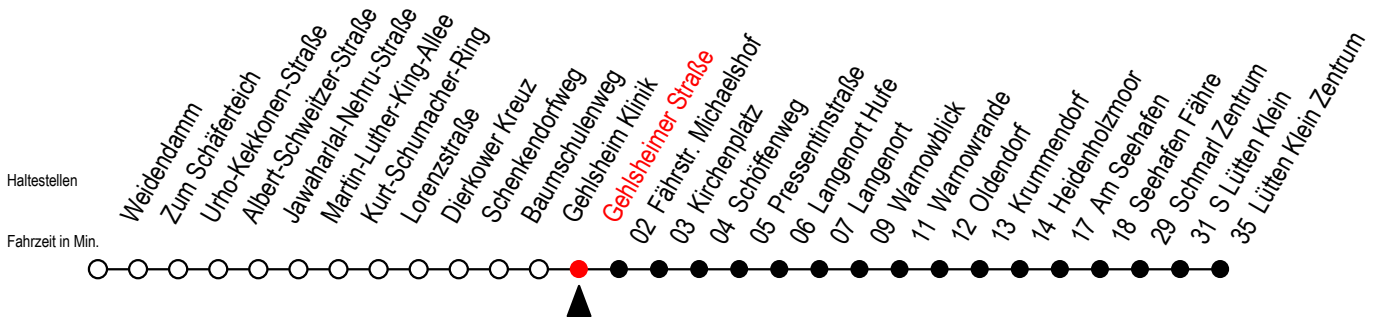 Haltestellen
Fahrzeit in Min.
Weidendamm
Zum Schäferteich
Urho-Kekkonen-Straße
Albert-Schweitzer-Straße
Jawaharlal-Nehru-Straße
Martin-Luther-King-Allee
Kurt-Schumacher-Ring
Lorenzstraße
Dierkower Kreuz
Schenkendorfweg
Baumschulenweg
Gehlsheim Klinik
Gehlsheimer Straße
02 Fährstr. Michaelshof
03 Kirchenplatz
04 Schöffenweg
05 Pressentinstraße
06 Langenort Hufe
07 Langenort
09 Warnowblick
11 Warnowrande
12 Oldendorf
13 Krummendorf
14 Heidenholzmoor
17 Am Seehafen
18 Seehafen Fähre
29 Schmarl Zentrum
31 S Lütten Klein
35 Lütten Klein Zentrum